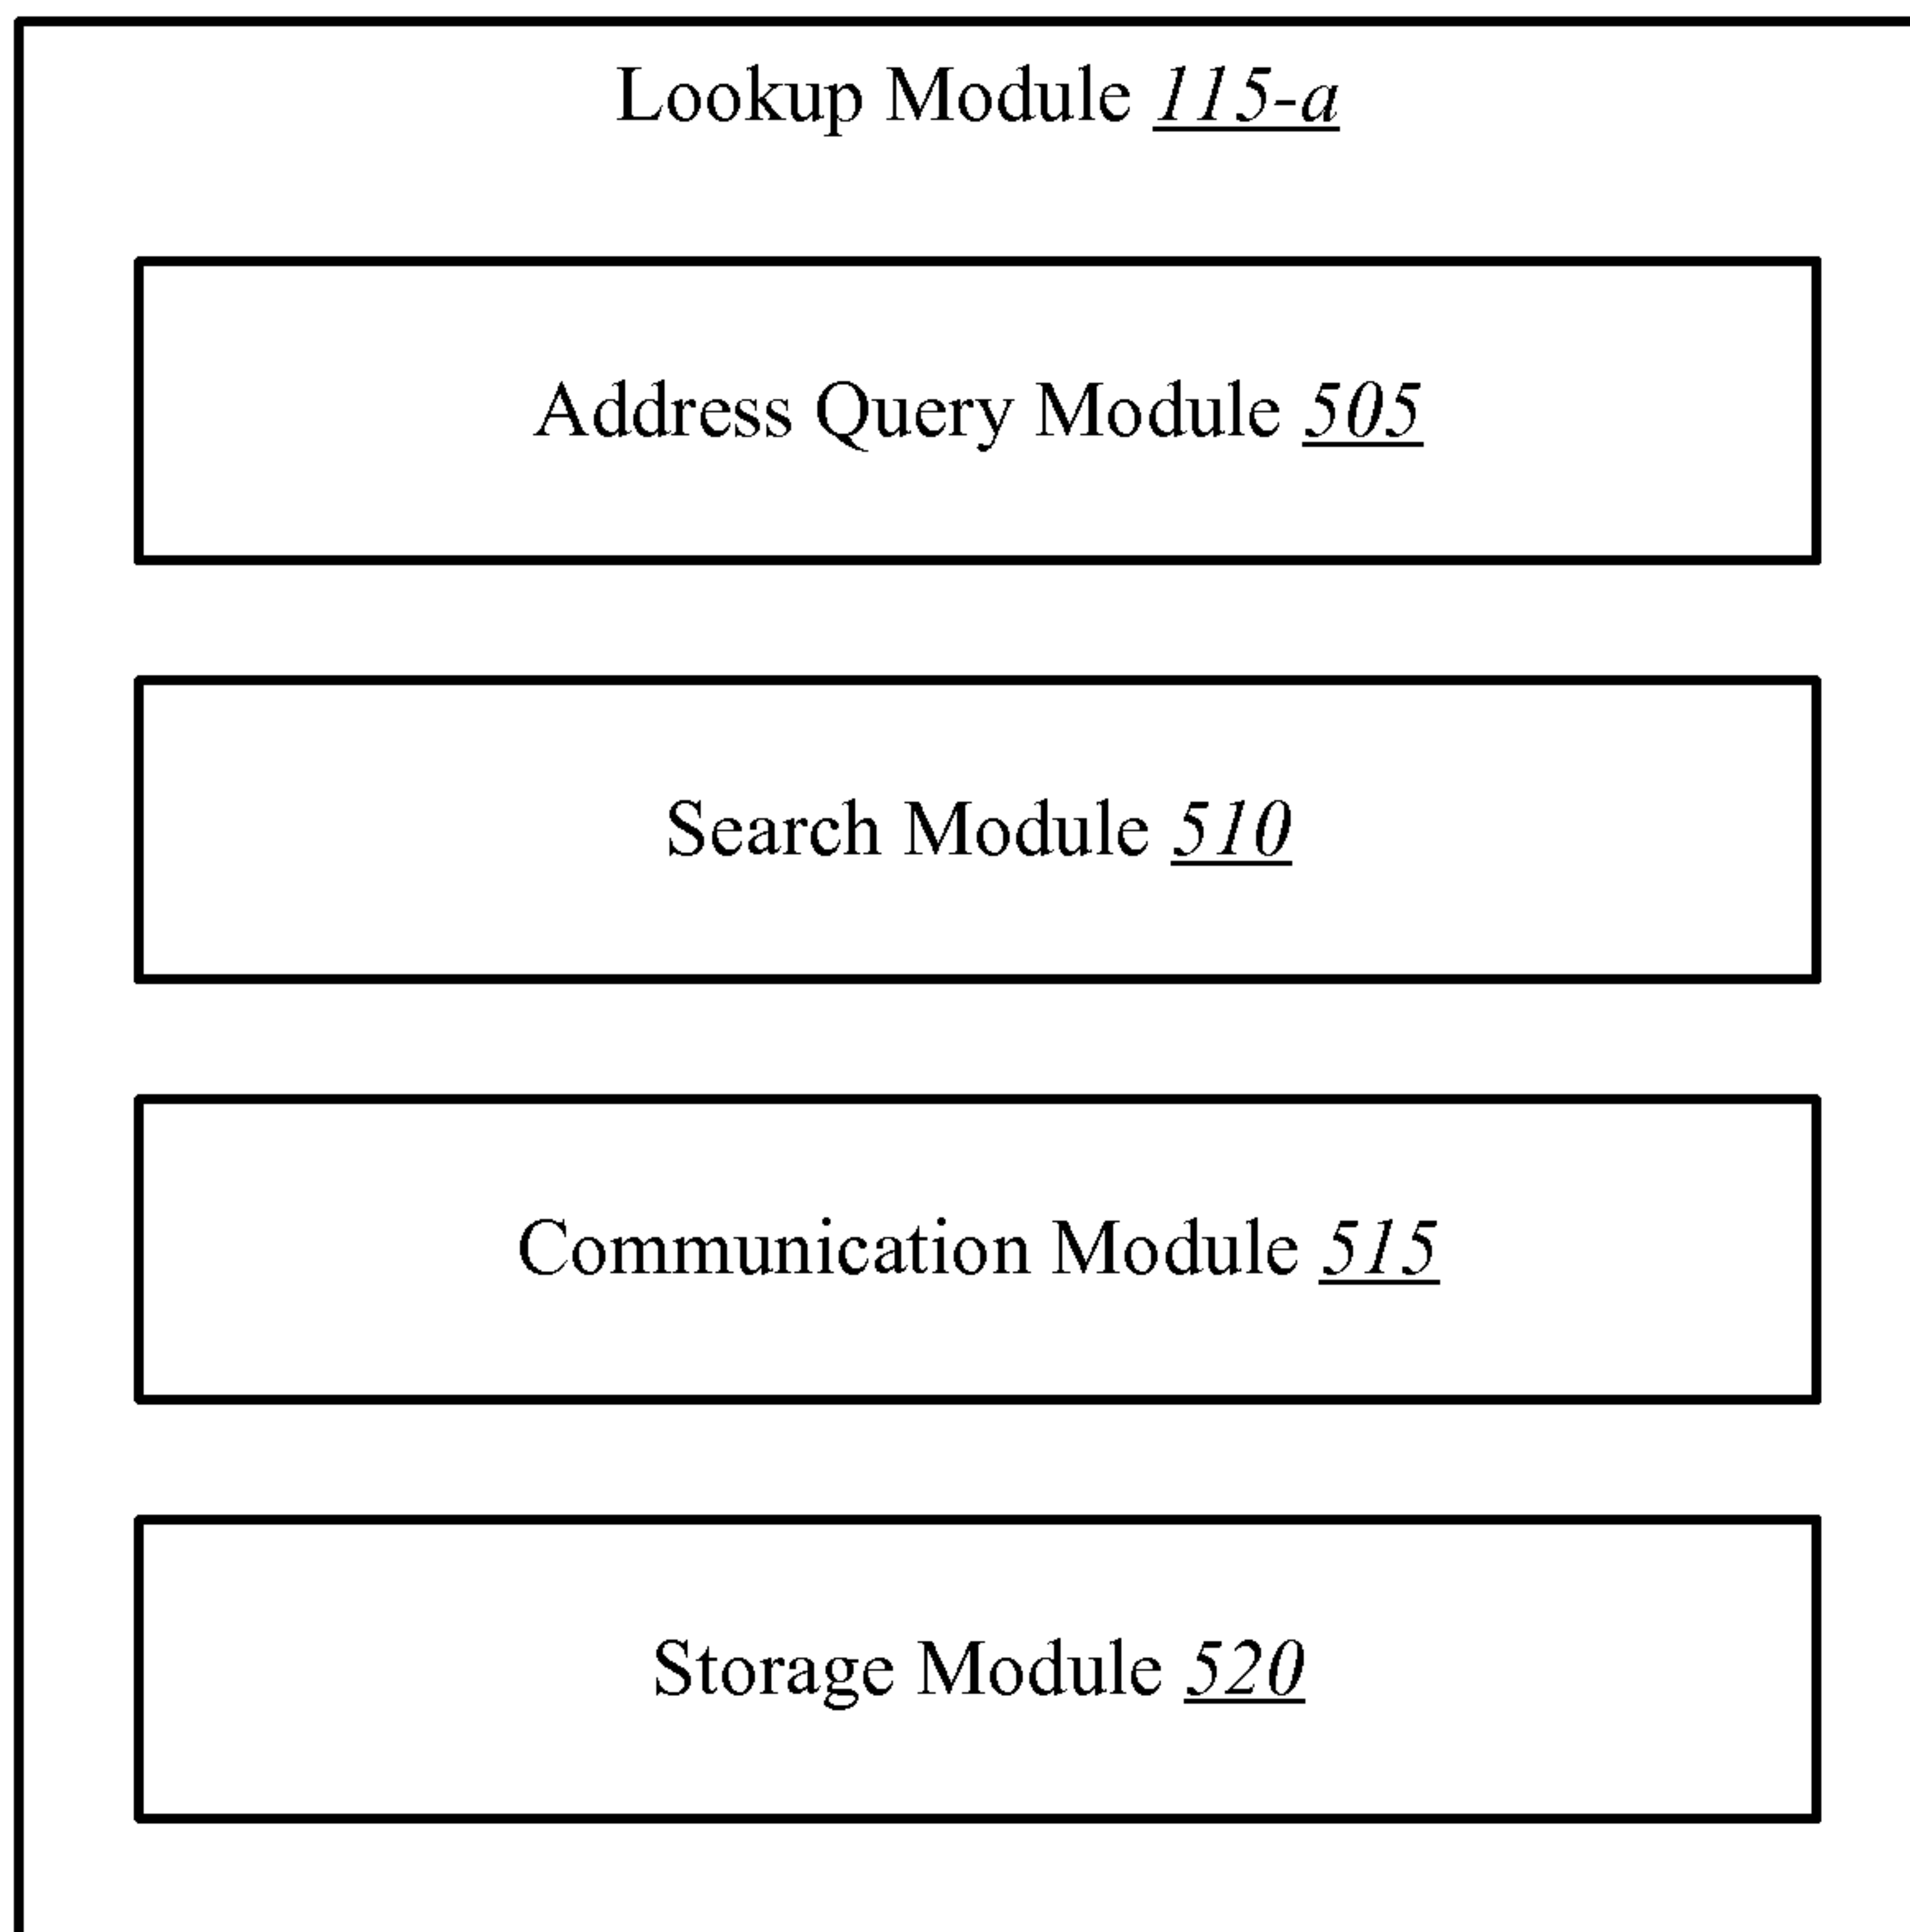 Lookup Module 115-a
Address Query Module 505
Search Module 510
Communication Module 515
Storage Module 520